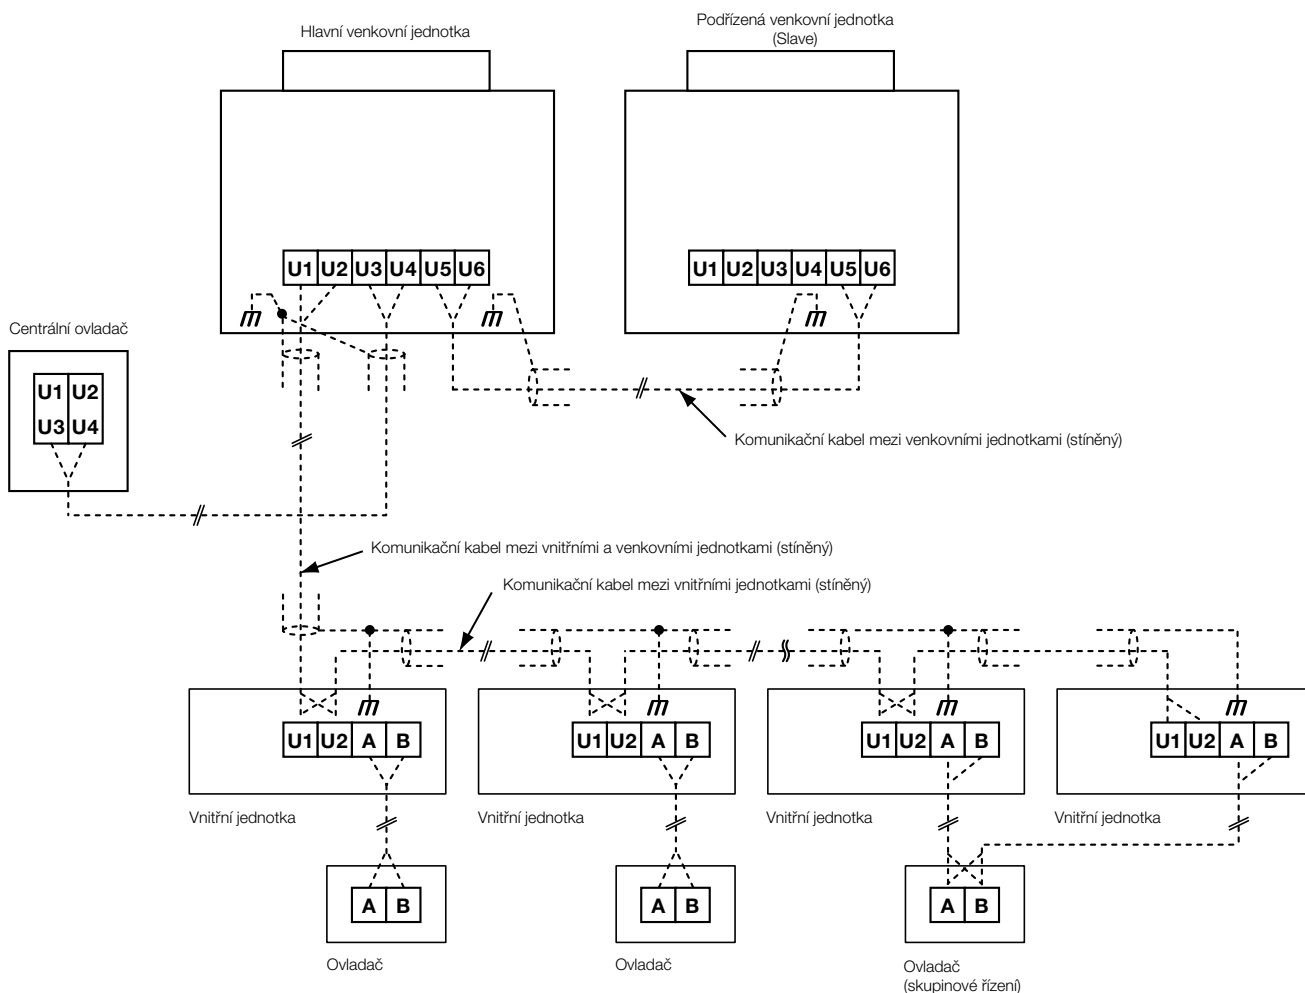 Hlavní venkovní jednotka
Podřízená venkovní jednotka
(Slave)
U1 U2 U3 U4 U5 U6
U1 U2 U3 U4 U5 U6
Centrální ovladač
U1 U2
U3 U4
Komunikační kabel mezi venkovními jednotkami (stíněný)
Komunikační kabel mezi vnitřními a venkovními jednotkami (stíněný)
Komunikační kabel mezi vnitřními jednotkami (stíněný)
U1 U2 A B
U1 U2 A B
U1 U2 A B
U1 U2 A B
Vnitřní jednotka
Vnitřní jednotka
Vnitřní jednotka
Vnitřní jednotka
A B
A B
A B
Ovladač
Ovladač
Ovladač
(skupinové řízení)